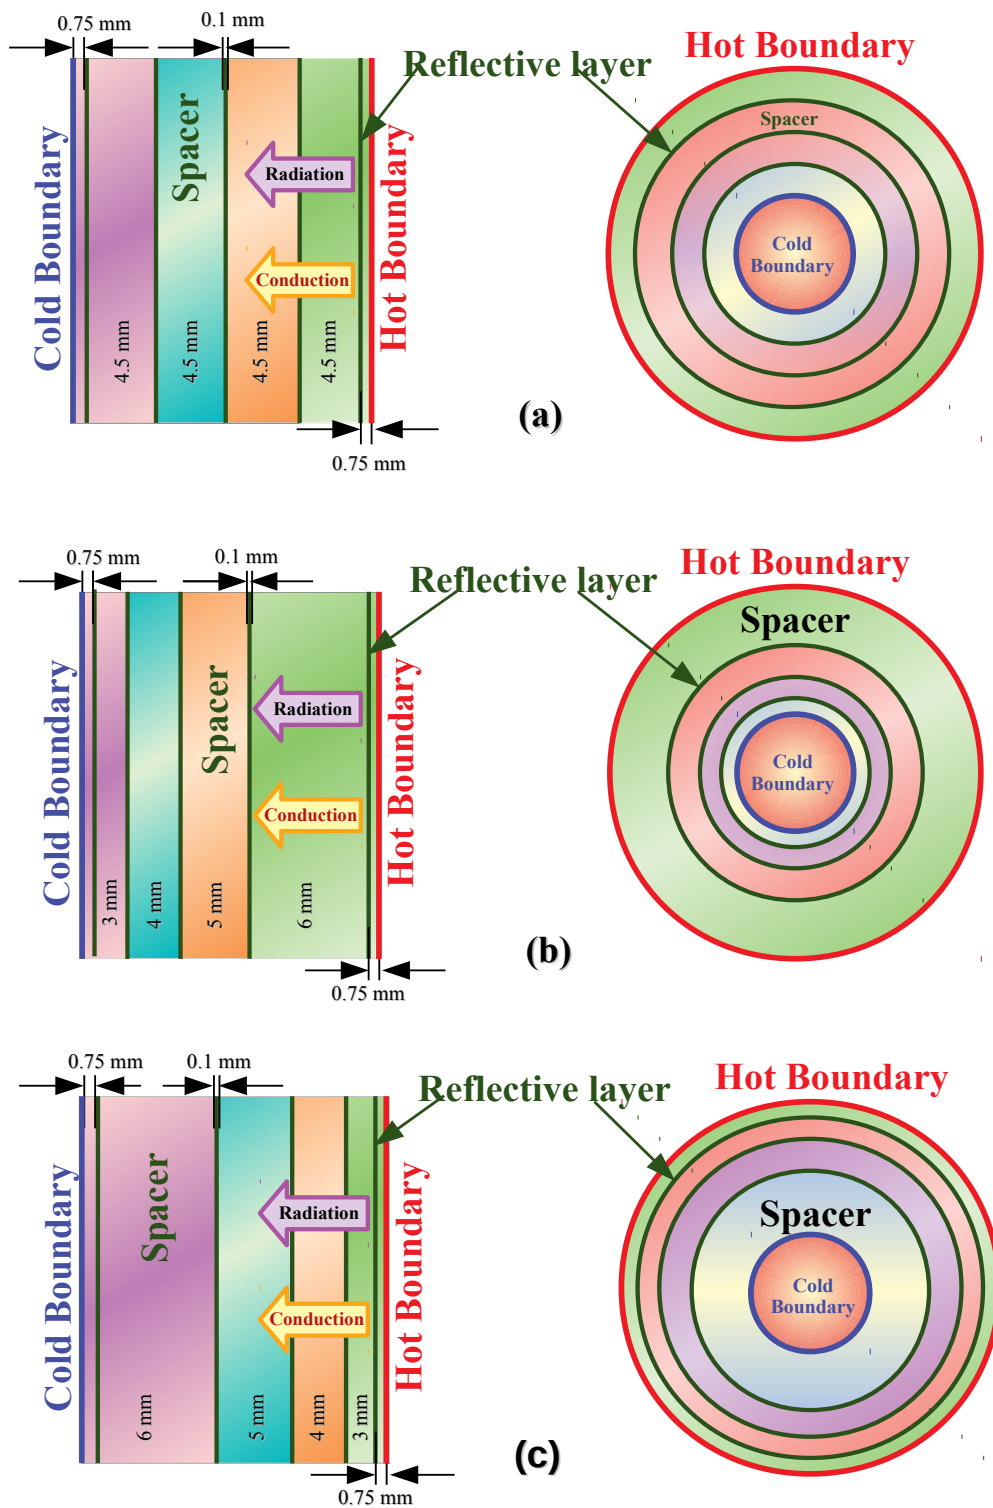 0.75 mm
0.1 mm
Reflective layer
Hot Boundary
Cold Boundary
Spacer
Radiation
Conduction
Hot Boundary
4.5 mm
4.5 mm
4.5 mm
4.5 mm
0.75 mm
Spacer
Cold
Boundary
(a)
0.75 mm
0.1 mm
Reflective layer
Hot Boundary
Cold Boundary
Spacer
Radiation
Conduction
Hot Boundary
3 mm
4 mm
5 mm
6 mm
0.75 mm
Spacer
Cold
Boundary
(b)
0.75 mm
0.1 mm
Reflective layer
Hot Boundary
Cold Boundary
Spacer
Radiation
Conduction
Hot Boundary
6 mm
5 mm
4 mm
3 mm
0.75 mm
Spacer
Cold
Boundary
(c)